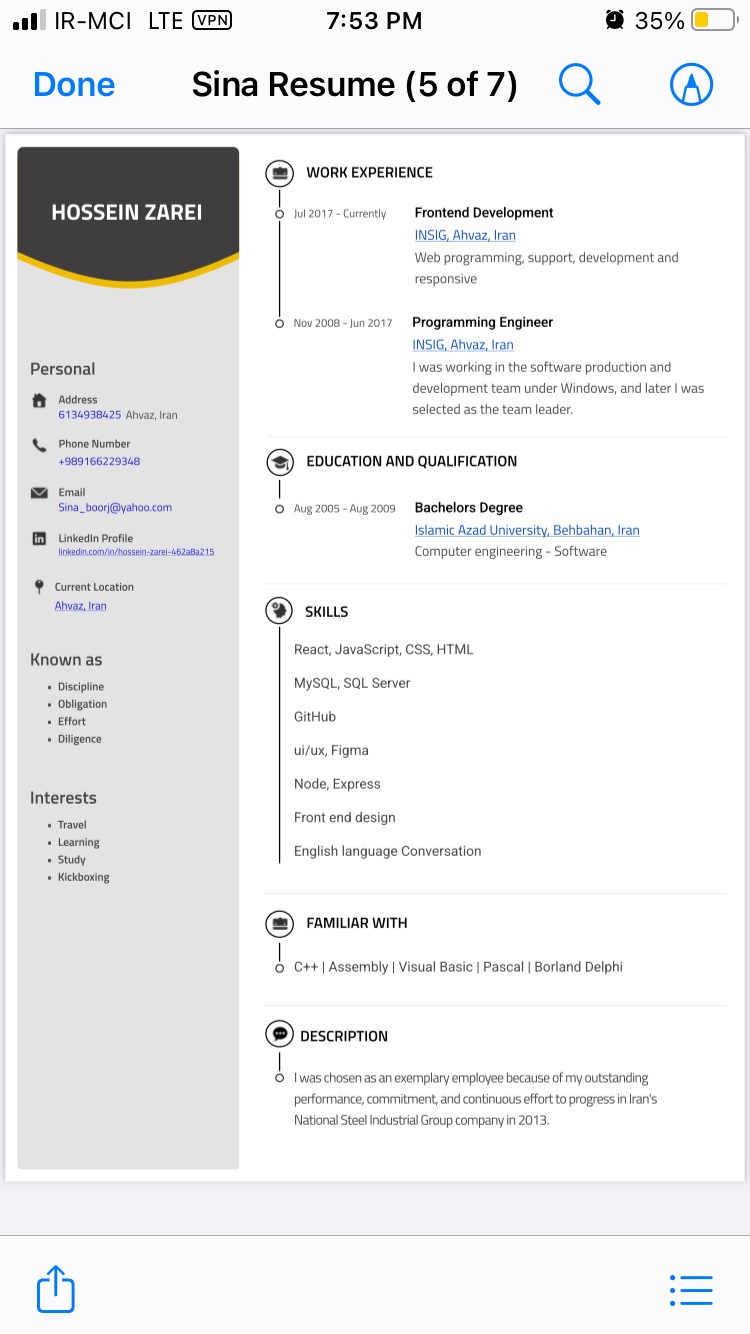 IR-MCI LTE VPN 7:53 PM 35%
Done Sina Resume (5 of 7)
HOSSEIN ZAREI
Personal
Address
6134938425 Ahvaz, Iran
Phone Number
+989166229348
Email
Sina_boorj@yahoo.com
LinkedIn Profile
linkedin.com/in/hossein-zarei-462a8a215
Current Location
Ahvaz, Iran
Known as
• Discipline
• Obligation
• Effort
• Diligence
Interests
• Travel
• Learning
• Study
• Kickboxing
WORK EXPERIENCE
Jul 2017 - Currently Frontend Development
INSIG, Ahvaz, Iran
Web programming, support, development and
responsive
Nov 2008 - Jun 2017 Programming Engineer
INSIG, Ahvaz, Iran
I was working in the software production and
development team under Windows, and later I was
selected as the team leader.
EDUCATION AND QUALIFICATION
Aug 2005 - Aug 2009 Bachelors Degree
Islamic Azad University, Behbahan, Iran
Computer engineering - Software
SKILLS
React, JavaScript, CSS, HTML
MySQL, SQL Server
GitHub
ui/ux, Figma
Node, Express
Front end design
English language Conversation
FAMILIAR WITH
C++ | Assembly | Visual Basic | Pascal | Borland Delphi
DESCRIPTION
I was chosen as an exemplary employee because of my outstanding
performance, commitment, and continuous effort to progress in Iran's
National Steel Industrial Group company in 2013.